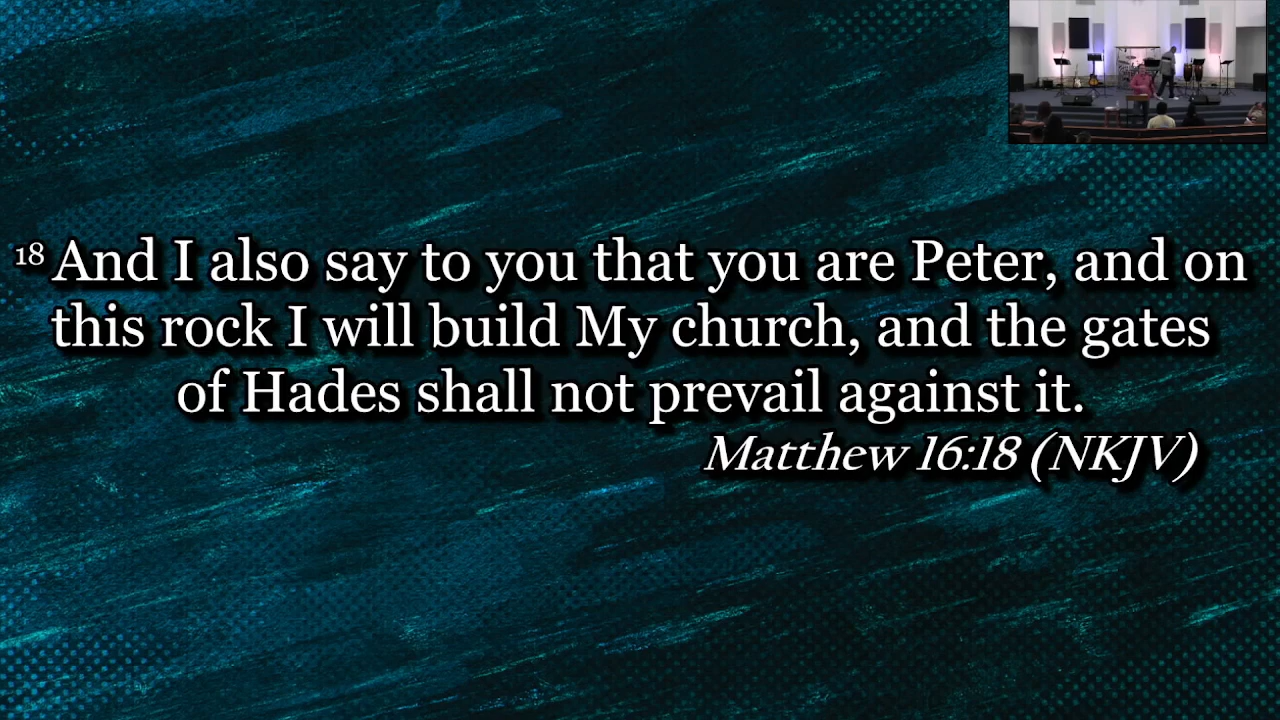 18 And I also say to you that you are Peter, and on
this rock I will build My church, and the gates
of Hades shall not prevail against it.
Matthew 16:18 (NKJV)